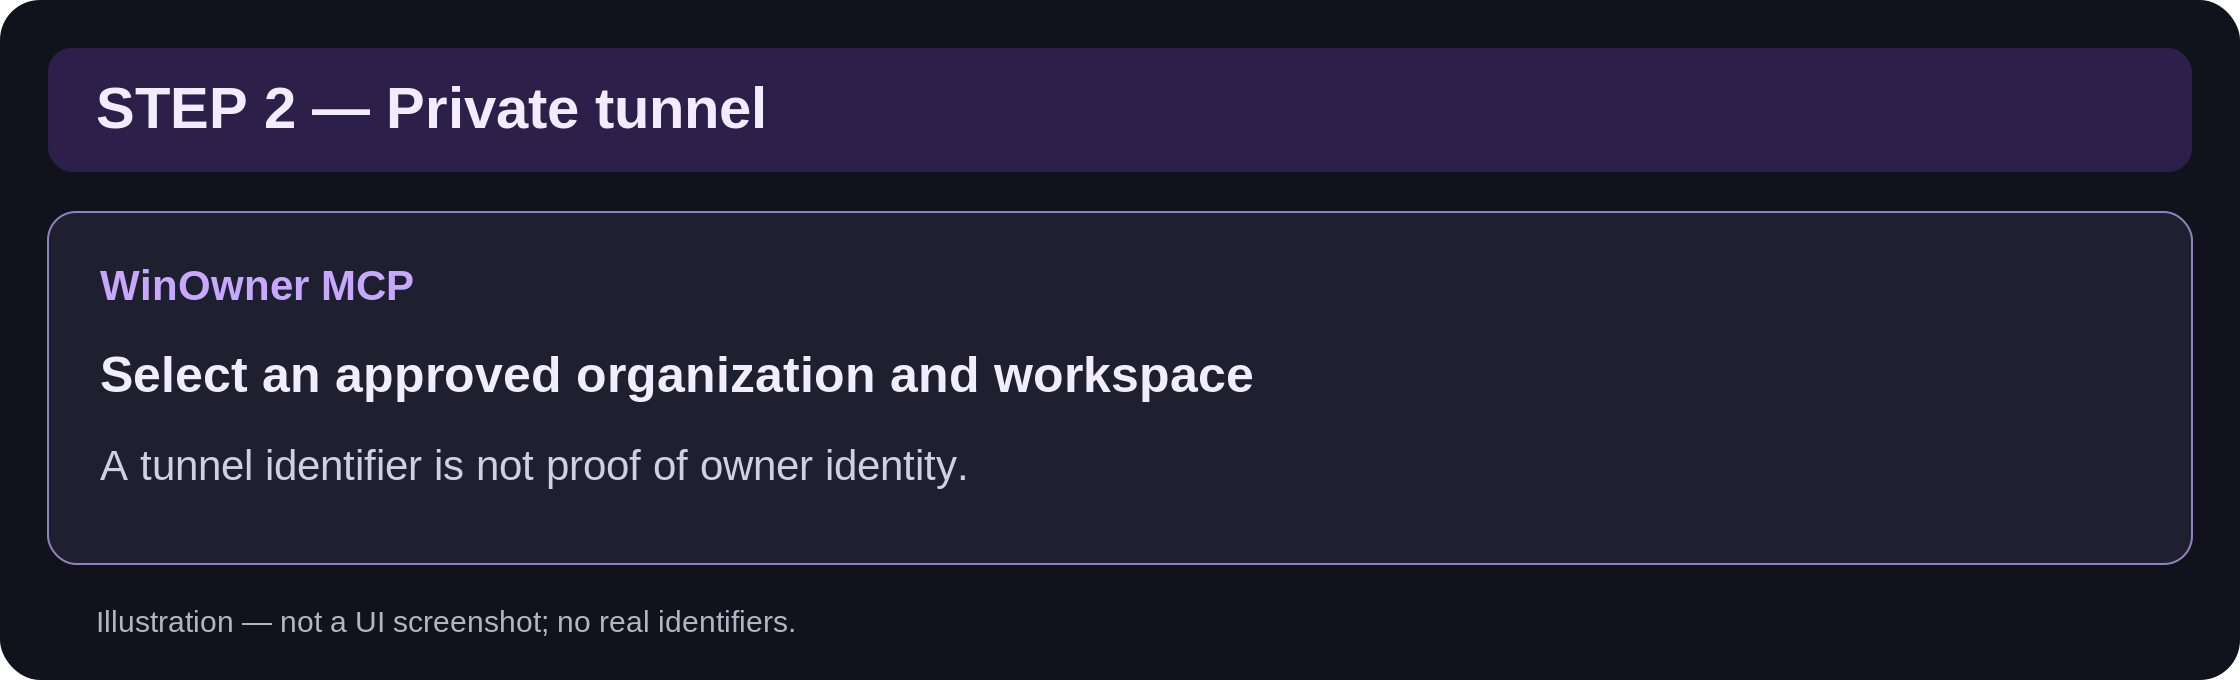 STEP 2 — Private tunnel
WinOwner MCP
Select an approved organization and workspace
A tunnel identifier is not proof of owner identity.
Illustration — not a UI screenshot; no real identifiers.